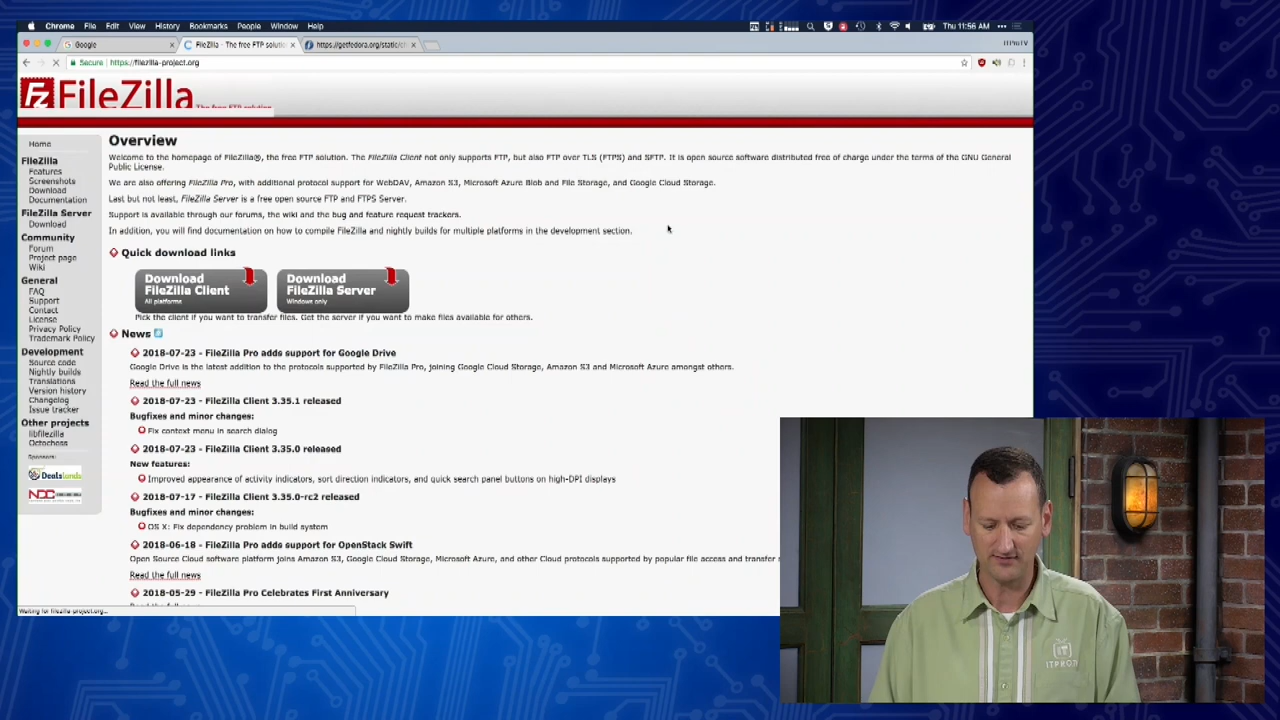 Chrome File Edit View History Bookmarks People Window Help
Thu 11:56 AM
Google
FileZilla - The free FTP soluti
https://getfedora.org/static/c
ITProTV
Secure https://filezilla-project.org
FileZilla The free FTP solution
Home
FileZilla
Features
Screenshots
Download
Documentation
FileZilla Server
Download
Community
Forum
Project page
Wiki
General
FAQ
Support
Contact
License
Privacy Policy
Trademark Policy
Development
Source code
Nightly builds
Translations
Version history
Changelog
Issue tracker
Other projects
libfilezilla
Octochess
Sponsors:
Dealslands
Overview
Welcome to the homepage of FileZilla®, the free FTP solution. The FileZilla Client not only supports FTP, but also FTP over TLS (FTPS) and SFTP. It is open source software distributed free of charge under the terms of the GNU General
Public License.
We are also offering FileZilla Pro, with additional protocol support for WebDAV, Amazon S3, Microsoft Azure Blob and File Storage, and Google Cloud Storage.
Last but not least, FileZilla Server is a free open source FTP and FTPS Server.
Support is available through our forums, the wiki and the bug and feature request trackers.
In addition, you will find documentation on how to compile FileZilla and nightly builds for multiple platforms in the development section.
Quick download links
Download
FileZilla Client
All platforms
Download
FileZilla Server
Windows only
Pick the client if you want to transfer files. Get the server if you want to make files available for others.
News
2018-07-23 - FileZilla Pro adds support for Google Drive
Google Drive is the latest addition to the protocols supported by FileZilla Pro, joining Google Cloud Storage, Amazon S3 and Microsoft Azure amongst others.
Read the full news
2018-07-23 - FileZilla Client 3.35.1 released
Bugfixes and minor changes:
Fix context menu in search dialog
2018-07-23 - FileZilla Client 3.35.0 released
New features:
Improved appearance of activity indicators, sort direction indicators, and quick search panel buttons on high-DPI displays
2018-07-17 - FileZilla Client 3.35.0-rc2 released
Bugfixes and minor changes:
OS X: Fix dependency problem in build system
2018-06-18 - FileZilla Pro adds support for OpenStack Swift
Open Source Cloud software platform joins Amazon S3, Google Cloud Storage, Microsoft Azure, and other Cloud protocols supported by popular file access and transfer
Read the full news
2018-05-29 - FileZilla Pro Celebrates First Anniversary
Waiting for filezilla-project.org...
ITPROTV